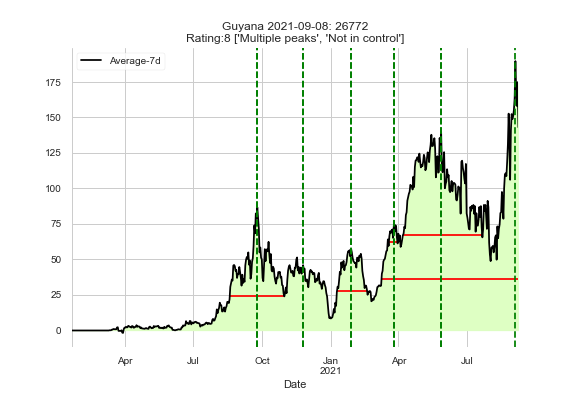 Guyana 2021-09-08: 26772
Rating:8 ['Multiple peaks', 'Not in control']
Average-7d
175
150
125
100
75
50
25
0
Apr
Jul
Oct
Jan
2021
Apr
Jul
Date